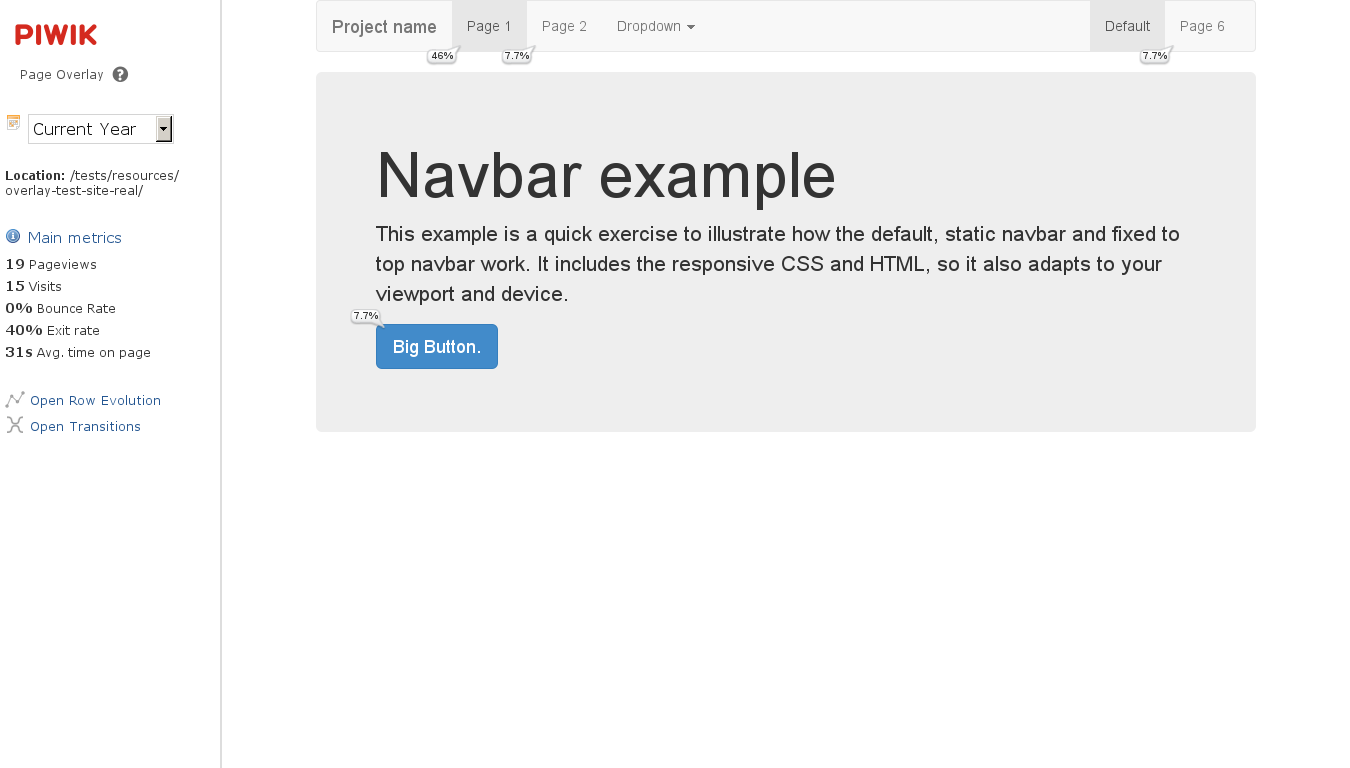 PIWIK
Page Overlay ?
Current Year
Location: /tests/resources/
overlay-test-site-real/
Main metrics
19 Pageviews
15 Visits
0% Bounce Rate
40% Exit rate
31s Avg. time on page
Open Row Evolution
Open Transitions
Project name Page 1 Page 2 Dropdown Default Page 6
46% 7.7% 7.7%
Navbar example
This example is a quick exercise to illustrate how the default, static navbar and fixed to
top navbar work. It includes the responsive CSS and HTML, so it also adapts to your
viewport and device.
7.7%
Big Button.